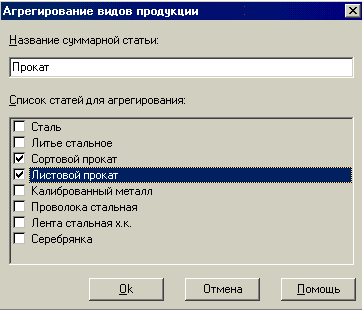 Агрегирование видов продукции
Название суммарной статьи:
Прокат
Список статей для агрегирования:
Сталь
Литье стальное
Сортовой прокат
Листовой прокат
Калиброванный металл
Проволока стальная
Лента стальная х.к.
Серебрянка
Ok
Отмена
Помощь